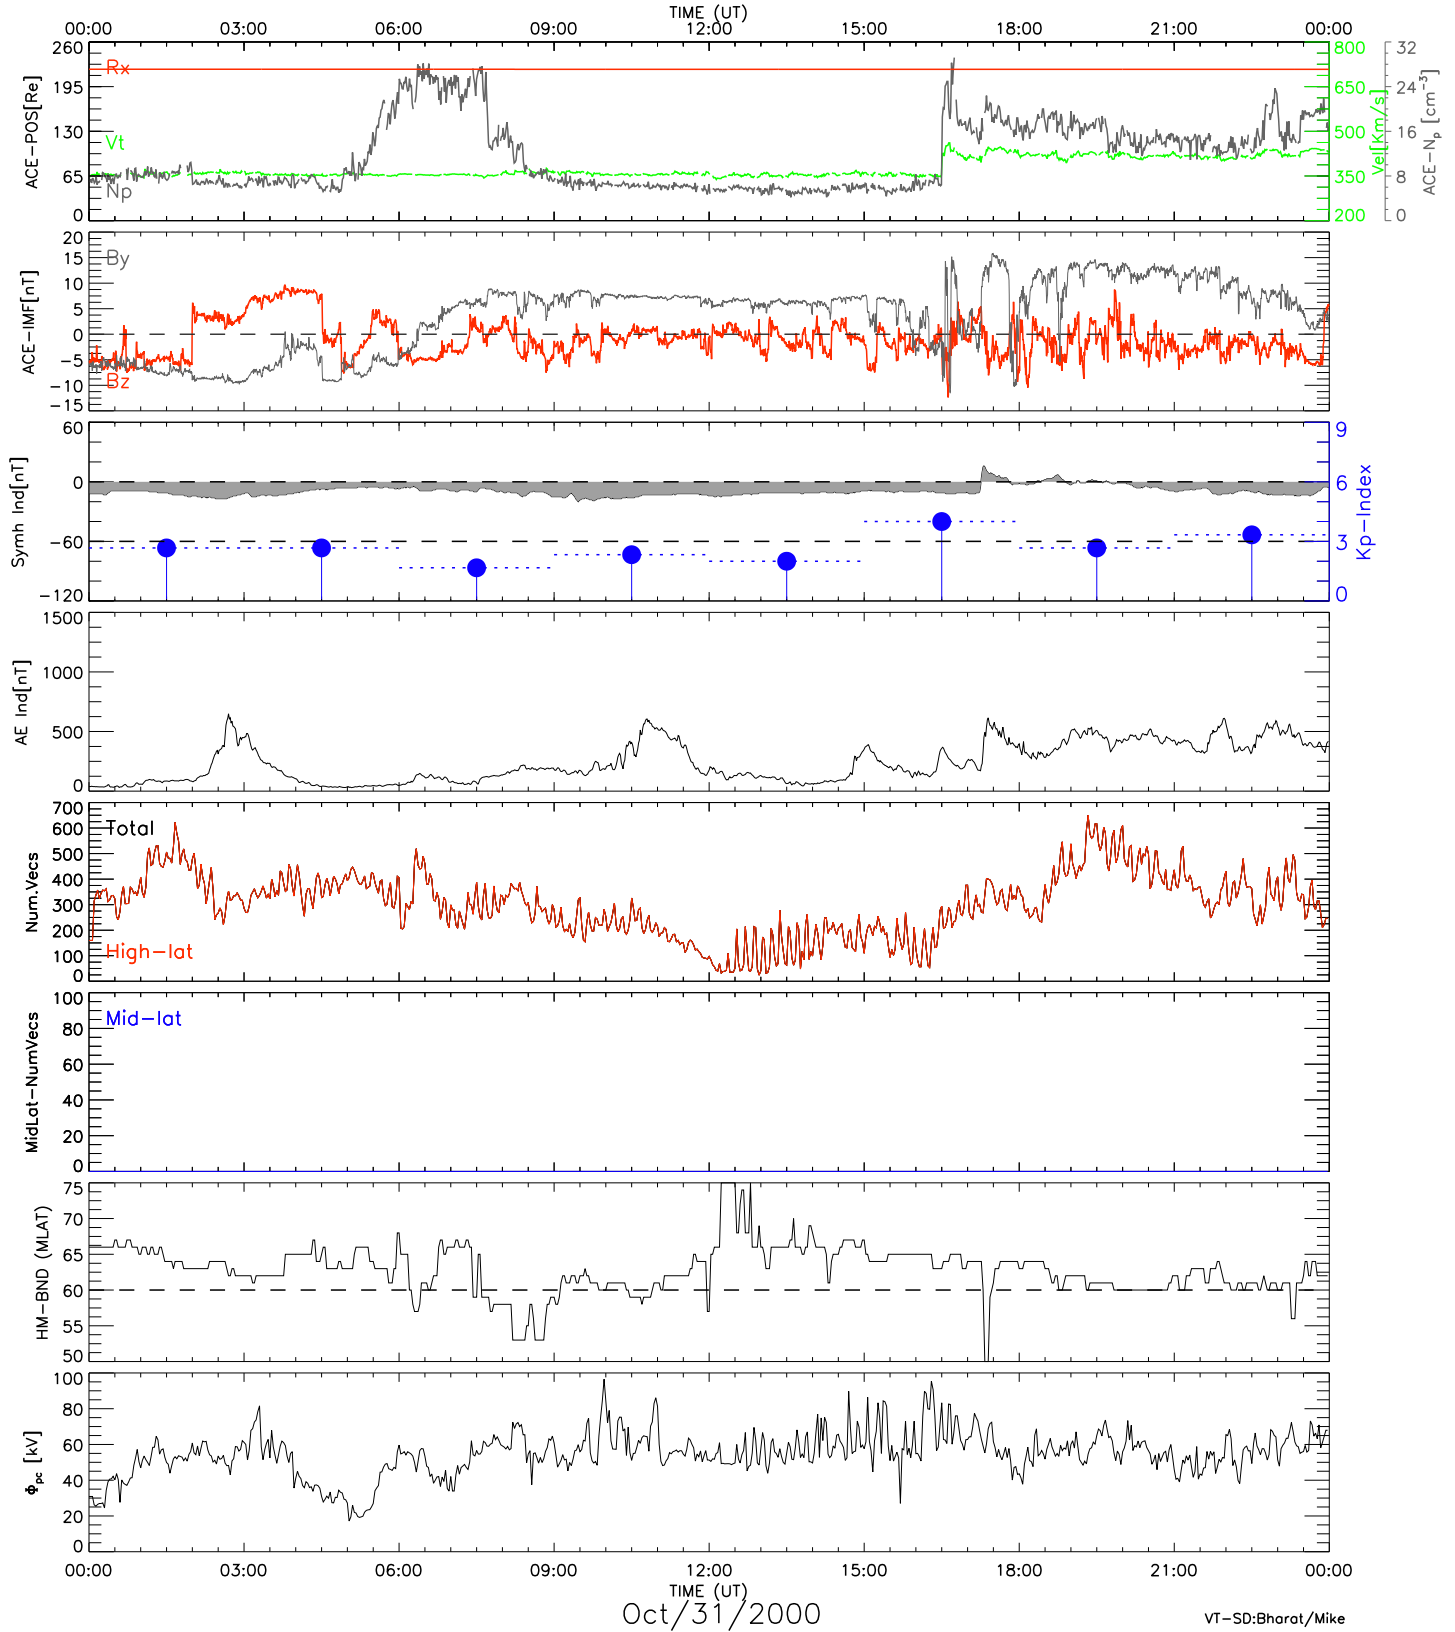 TIME (UT)
00:00 03:00 06:00 09:00 12:00 15:00 18:00 21:00 00:00
260 195 130 65 0
ACE-POS[Re]
Rx
Vt
Np
800 650 500 350 200
Vel[Km/s]
32 24 16 8 0
ACE-Np [cm-3]
20 15 10 5 0 -5 -10 -15
ACE-IMF[nT]
By
Bz
60 0 -60 -120
Symh Ind[nT]
9 6 3 0
Kp-Index
1500 1000 500 0
AE Ind[nT]
700 600 500 400 300 200 100 0
Num.Vecs
Total
High-lat
100 80 60 40 20 0
MidLat-NumVecs
Mid-lat
75 70 65 60 55 50
HM-BND (MLAT)
100 80 60 40 20 0
Φpc [kV]
00:00 03:00 06:00 09:00 12:00 15:00 18:00 21:00 00:00
TIME (UT)
Oct/31/2000
VT-SD:Bharat/Mike